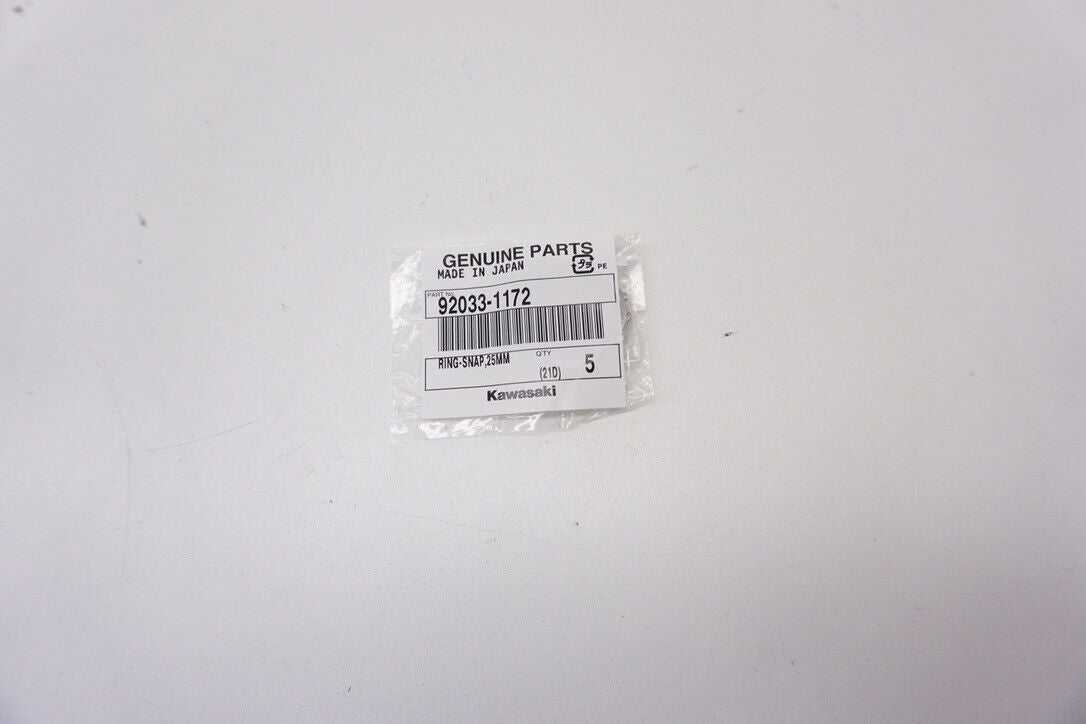 GENUINE PARTS
MADE IN JAPAN
PE
PART No.
92033-1172
RING-SNAP,25MM
Q'TY
(21D) 5
Kawasaki